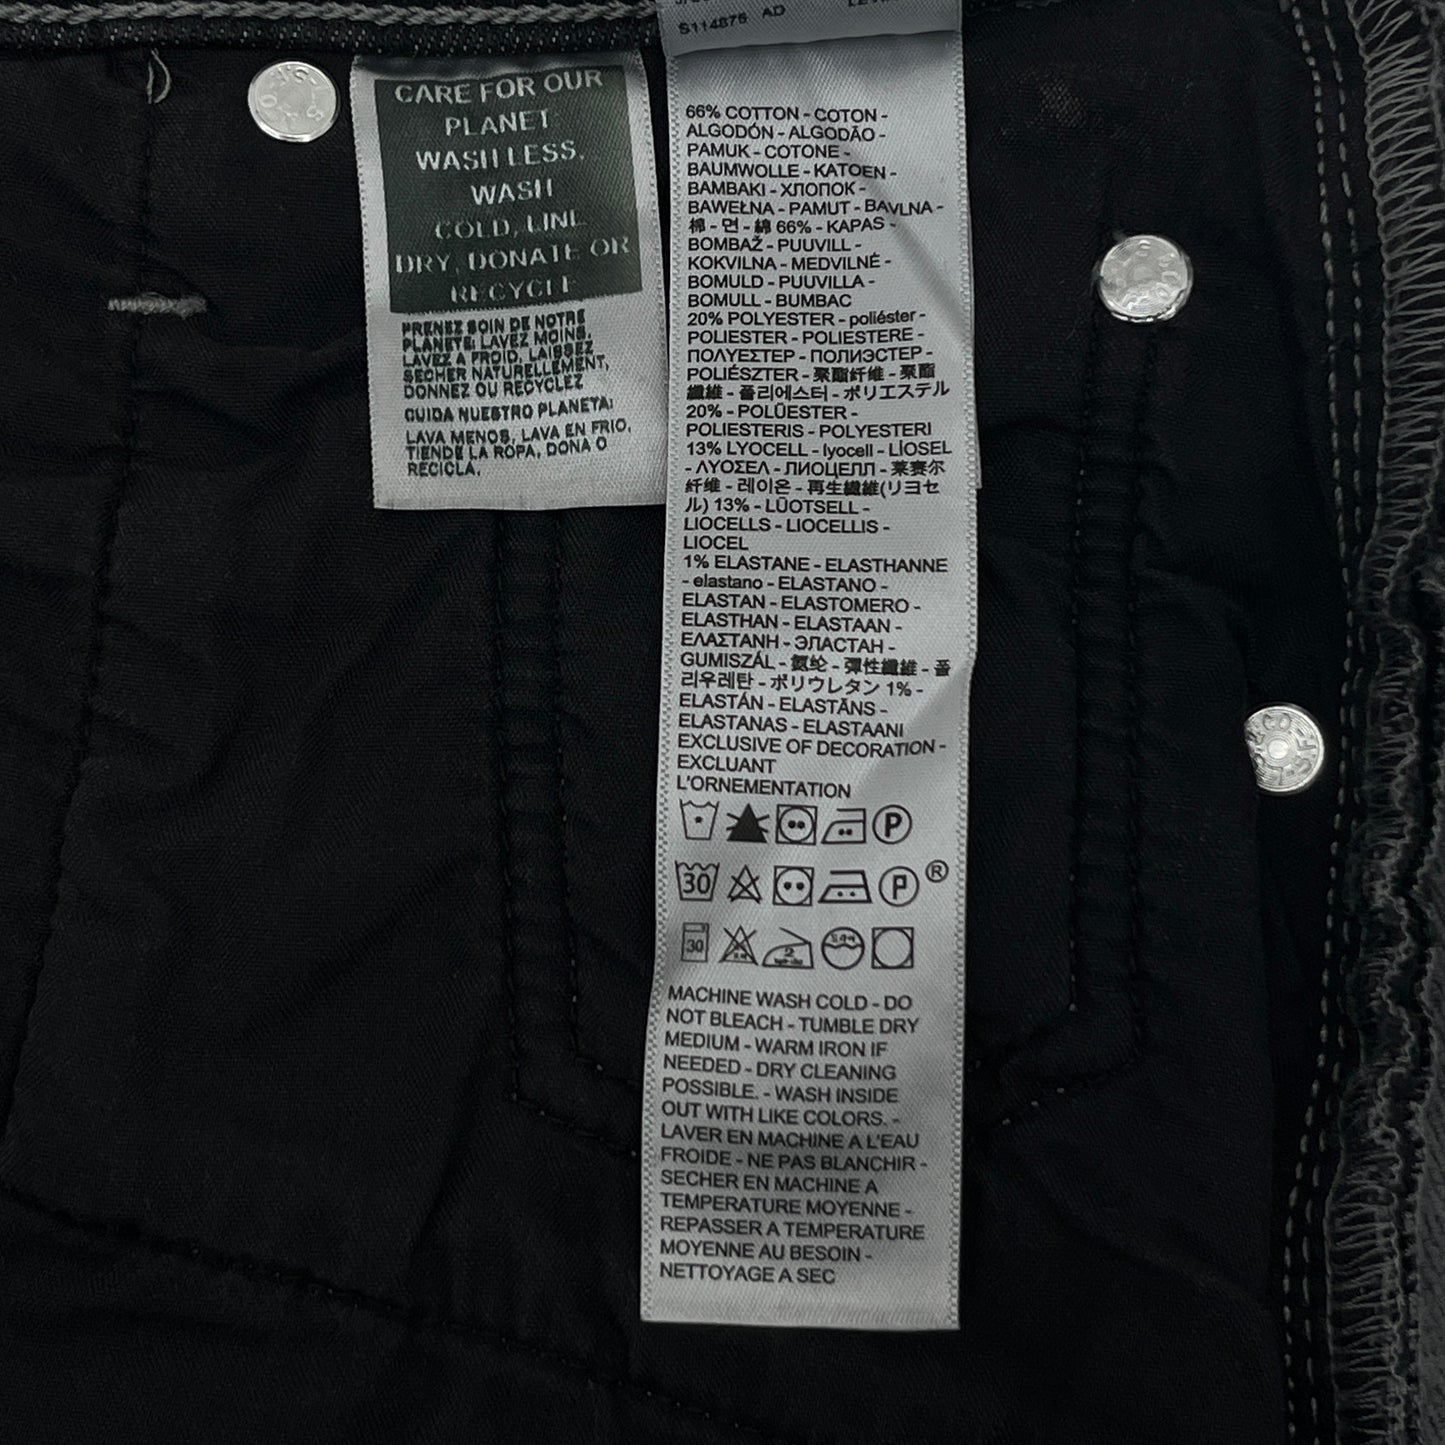 S114876 AD
CARE FOR OUR
PLANET
WASH LESS,
WASH
COLD, LINE
DRY, DONATE OR
RECYCLE
PRENEZ SOIN DE NOTRE
PLANETE: LAVEZ MOINS,
LAVEZ A FROID, LAISSEZ
SECHER NATURELLEMENT,
DONNEZ OU RECYCLEZ
CUIDA NUESTRO PLANETA:
LAVA MENOS, LAVA EN FRIO,
TIENDE LA ROPA, DONA O
RECICLA.
66% COTTON - COTON -
ALGODÓN - ALGODÃO -
PAMUK - COTONE -
BAUMWOLLE - KATOEN -
BAMBAKI - ХЛОПОК -
BAWEŁNA - PAMUT - BAVLNA -
棉 - 면 - 綿 66% - KAPAS -
BOMBAŽ - PUUVILL -
KOKVILNA - MEDVILNÉ -
BOMULD - PUUVILLA -
BOMULL - BUMBAC
20% POLYESTER - poliéster -
POLIESTER - POLIESTERE -
ΠΟΛΥΕΣΤΕΡ - ПОЛИЭСТЕР -
POLIÉSZTER - 聚酯纤维 - 聚酯
纖維 - 폴리에스터 - ポリエステル
20% - POLÜESTER -
POLIESTERIS - POLYESTERI
13% LYOCELL - lyocell - LİOSEL
- ΛΥΟΣΕΛ - ЛИОЦЕЛЛ - 莱赛尔
纤维 - 레이온 - 再生纖維(リヨセ
ル) 13% - LÜOTSELL -
LIOCELLS - LIOCELLIS -
LIOCEL
1% ELASTANE - ELASTHANNE
- elastano - ELASTANO -
ELASTAN - ELASTOMERO -
ELASTHAN - ELASTAAN -
ΕΛΑΣΤΑΝΗ - ЭЛАСТАН -
GUMISZÁL - 氨纶 - 彈性纖維 - 폴
리우레탄 - ポリウレタン 1% -
ELASTÁN - ELASTĀNS -
ELASTANAS - ELASTAANI
EXCLUSIVE OF DECORATION -
EXCLUANT
L'ORNEMENTATION
P
30 P ®
30 2
MACHINE WASH COLD - DO
NOT BLEACH - TUMBLE DRY
MEDIUM - WARM IRON IF
NEEDED - DRY CLEANING
POSSIBLE. - WASH INSIDE
OUT WITH LIKE COLORS. -
LAVER EN MACHINE A L'EAU
FROIDE - NE PAS BLANCHIR -
SECHER EN MACHINE A
TEMPERATURE MOYENNE -
REPASSER A TEMPERATURE
MOYENNE AU BESOIN -
NETTOYAGE A SEC